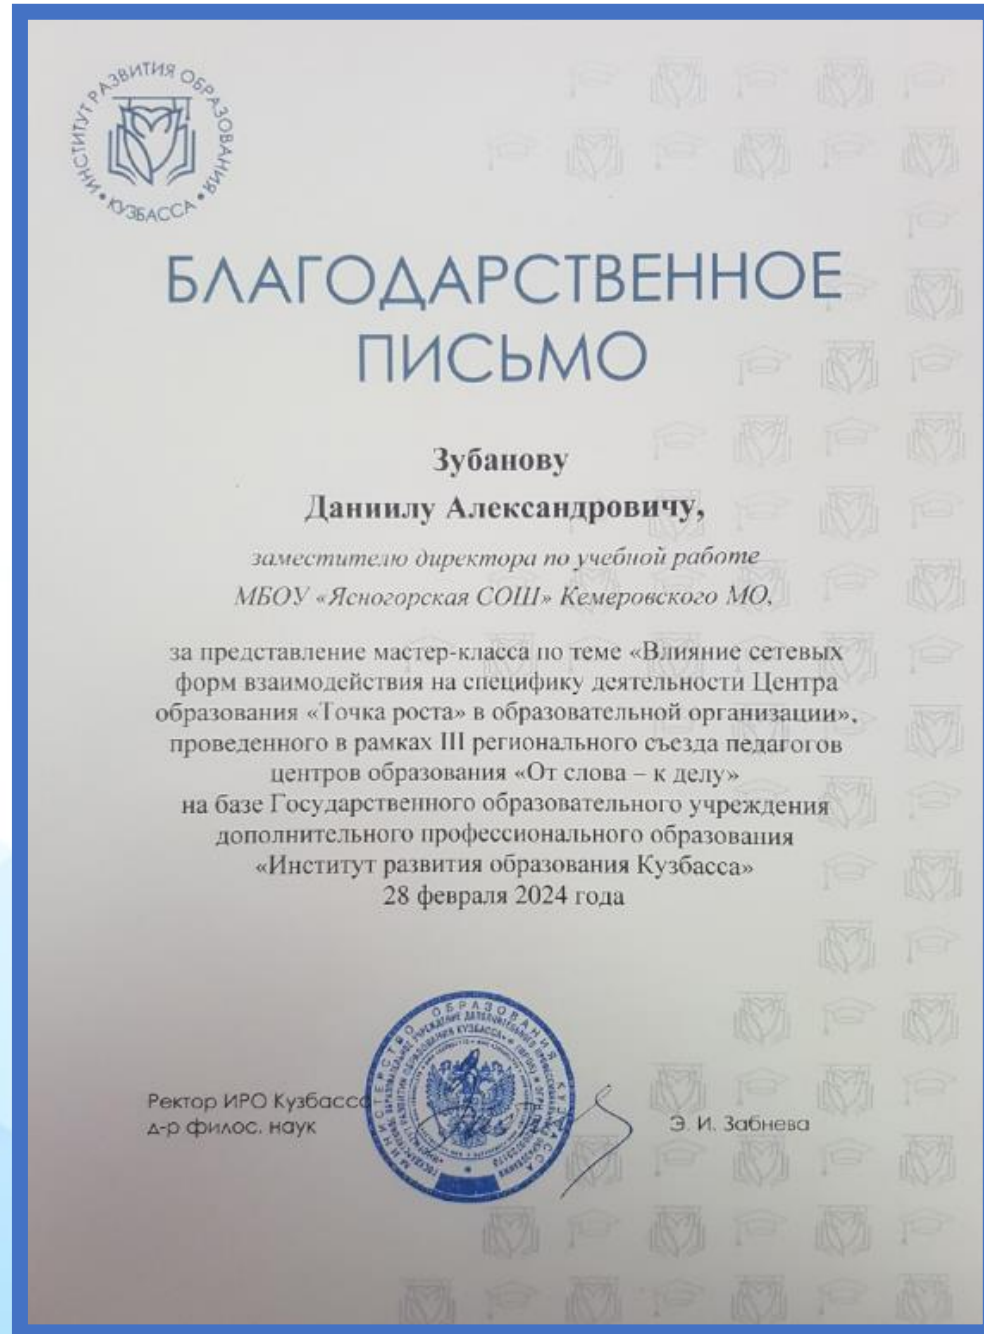 ИНСТИТУТ РАЗВИТИЯ ОБРАЗОВАНИЯ
• КУЗБАССА •
БЛАГОДАРСТВЕННОЕ
ПИСЬМО
Зубанову
Даниилу Александровичу,
заместителю директора по учебной работе
МБОУ «Ясногорская СОШ» Кемеровского МО,
за представление мастер-класса по теме «Влияние сетевых
форм взаимодействия на специфику деятельности Центра
образования «Точка роста» в образовательной организации»,
проведенного в рамках III регионального съезда педагогов
центров образования «От слова – к делу»
на базе Государственного образовательного учреждения
дополнительного профессионального образования
«Институт развития образования Кузбасса»
28 февраля 2024 года
МИНИСТЕРСТВО ОБРАЗОВАНИЯ КУЗБАССА
Ректор ИРО Кузбасса
д-р филос. наук
Э. И. Забнева